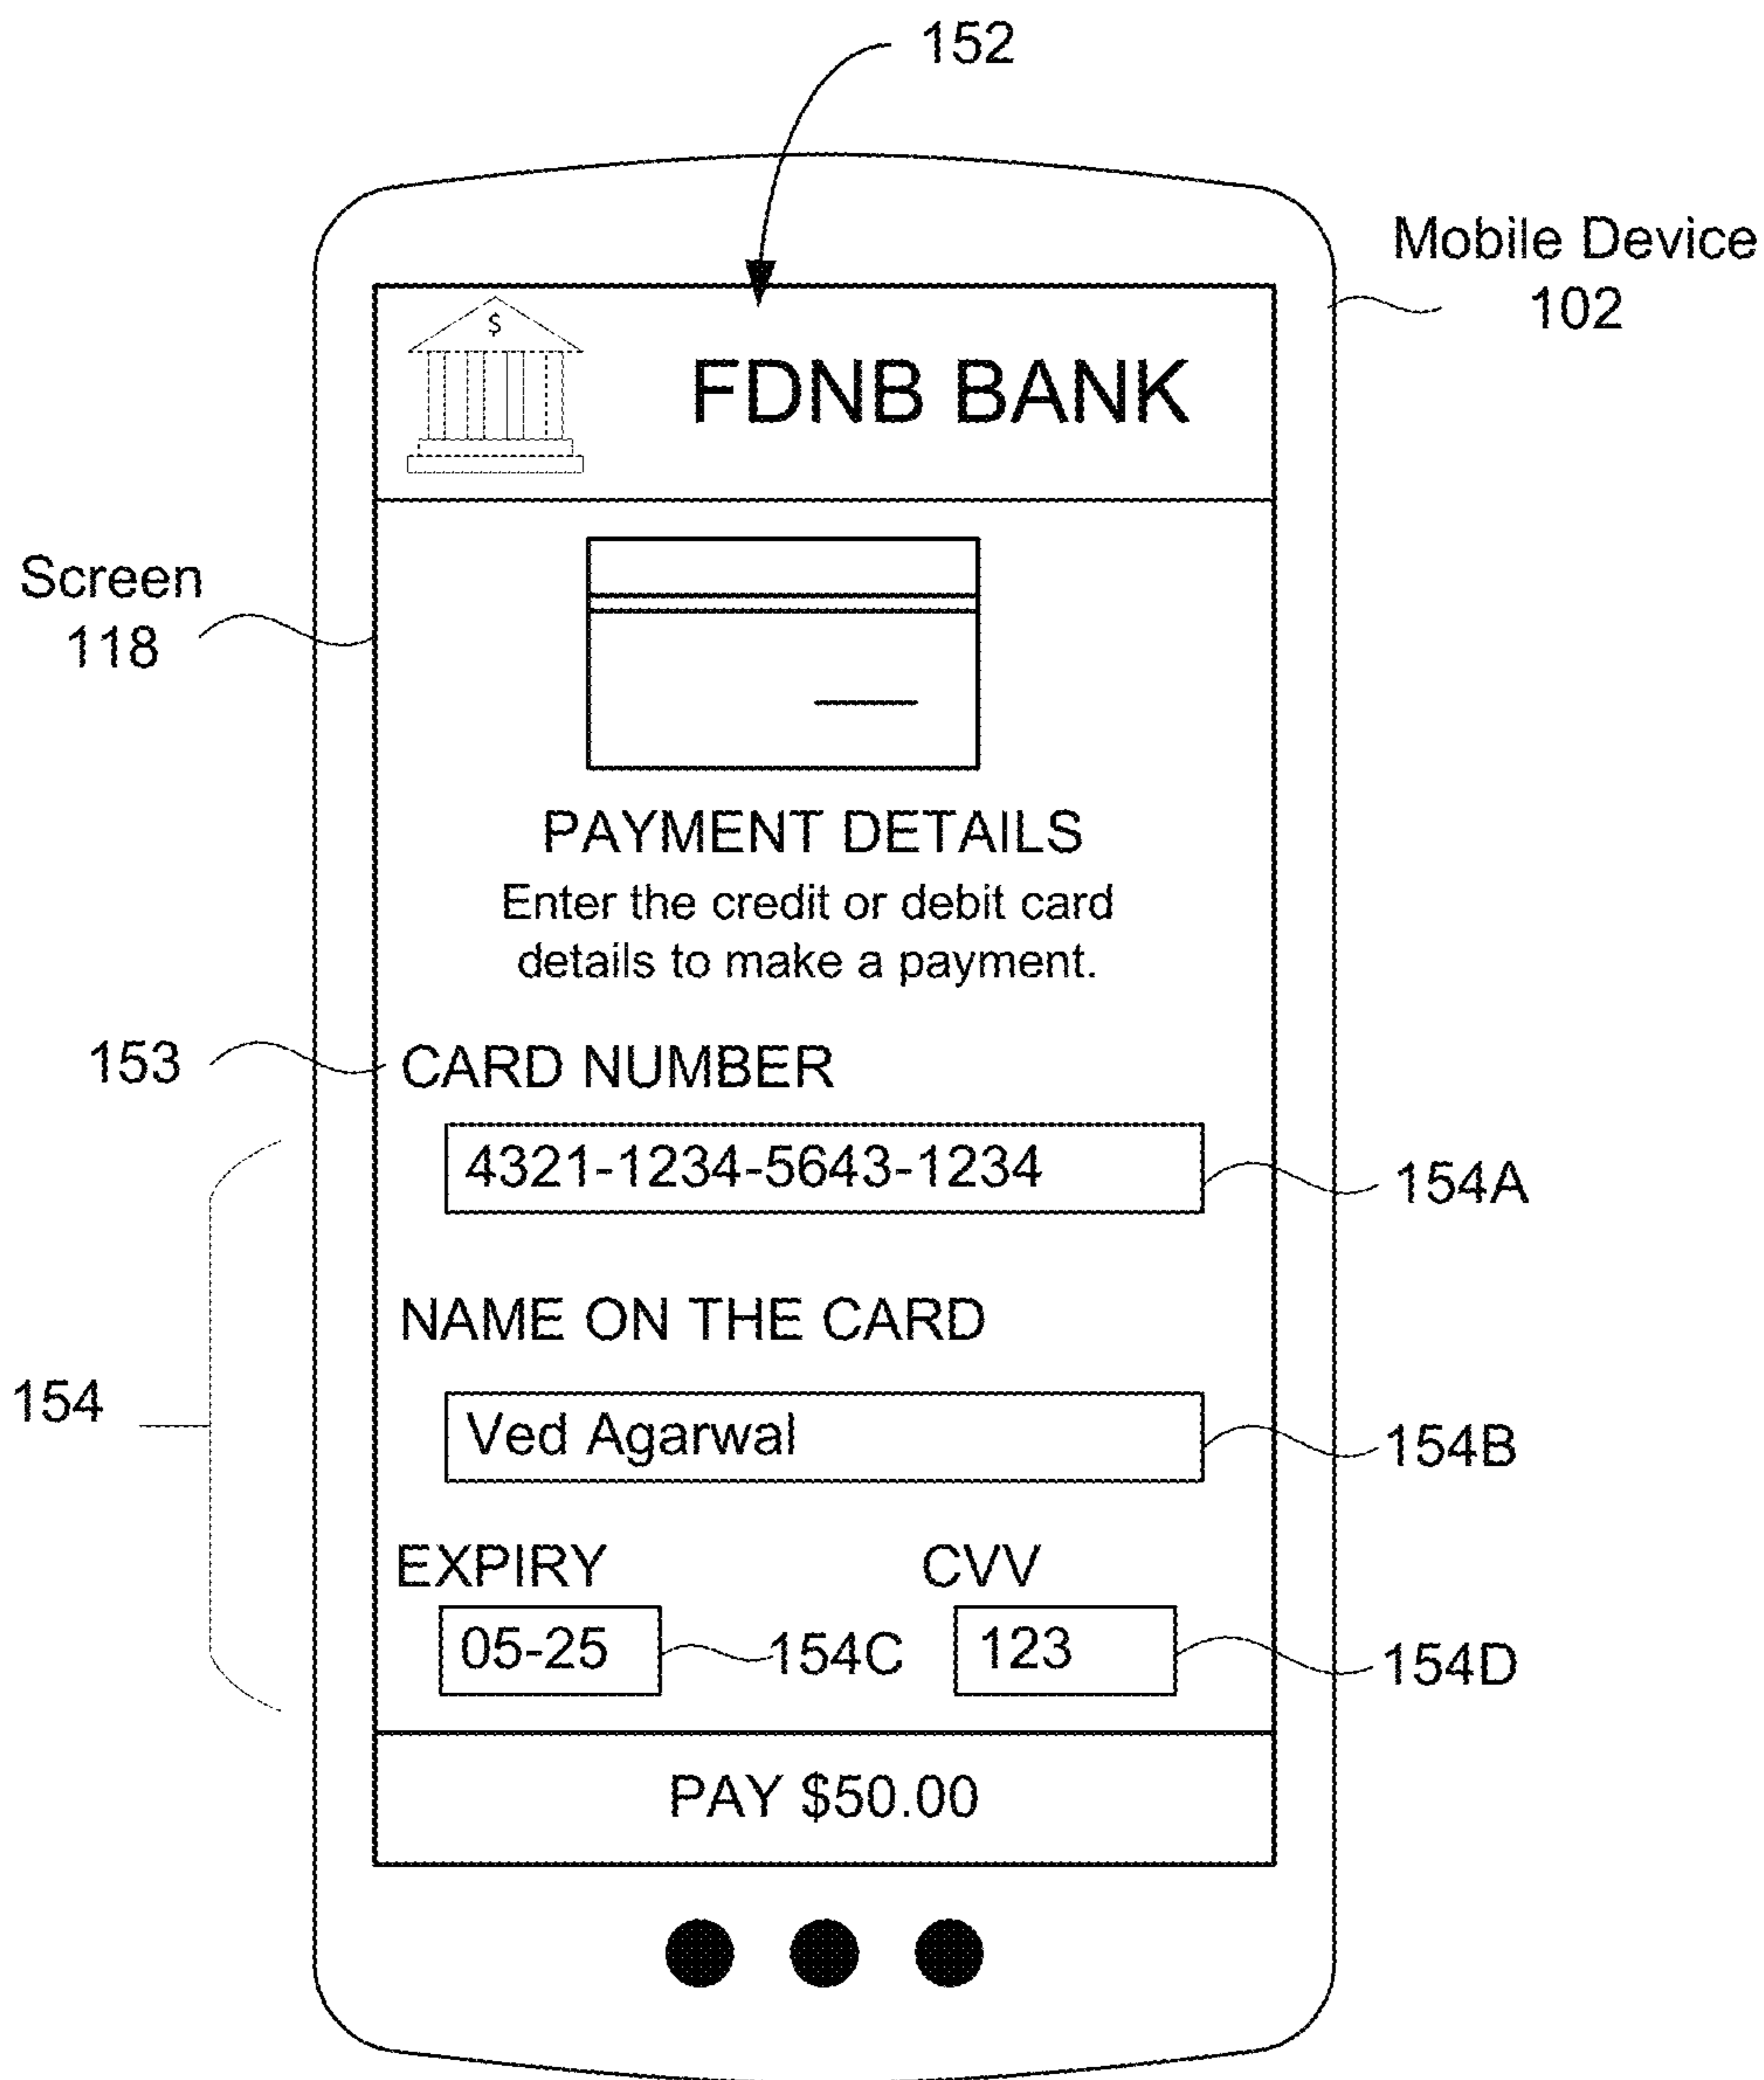 152
Mobile Device
102
$
FDNB BANK
Screen
118
PAYMENT DETAILS
Enter the credit or debit card
details to make a payment.
153
CARD NUMBER
4321-1234-5643-1234
154A
NAME ON THE CARD
154
Ved Agarwal
154B
EXPIRY CVV
05-25 154C 123 154D
PAY $50.00